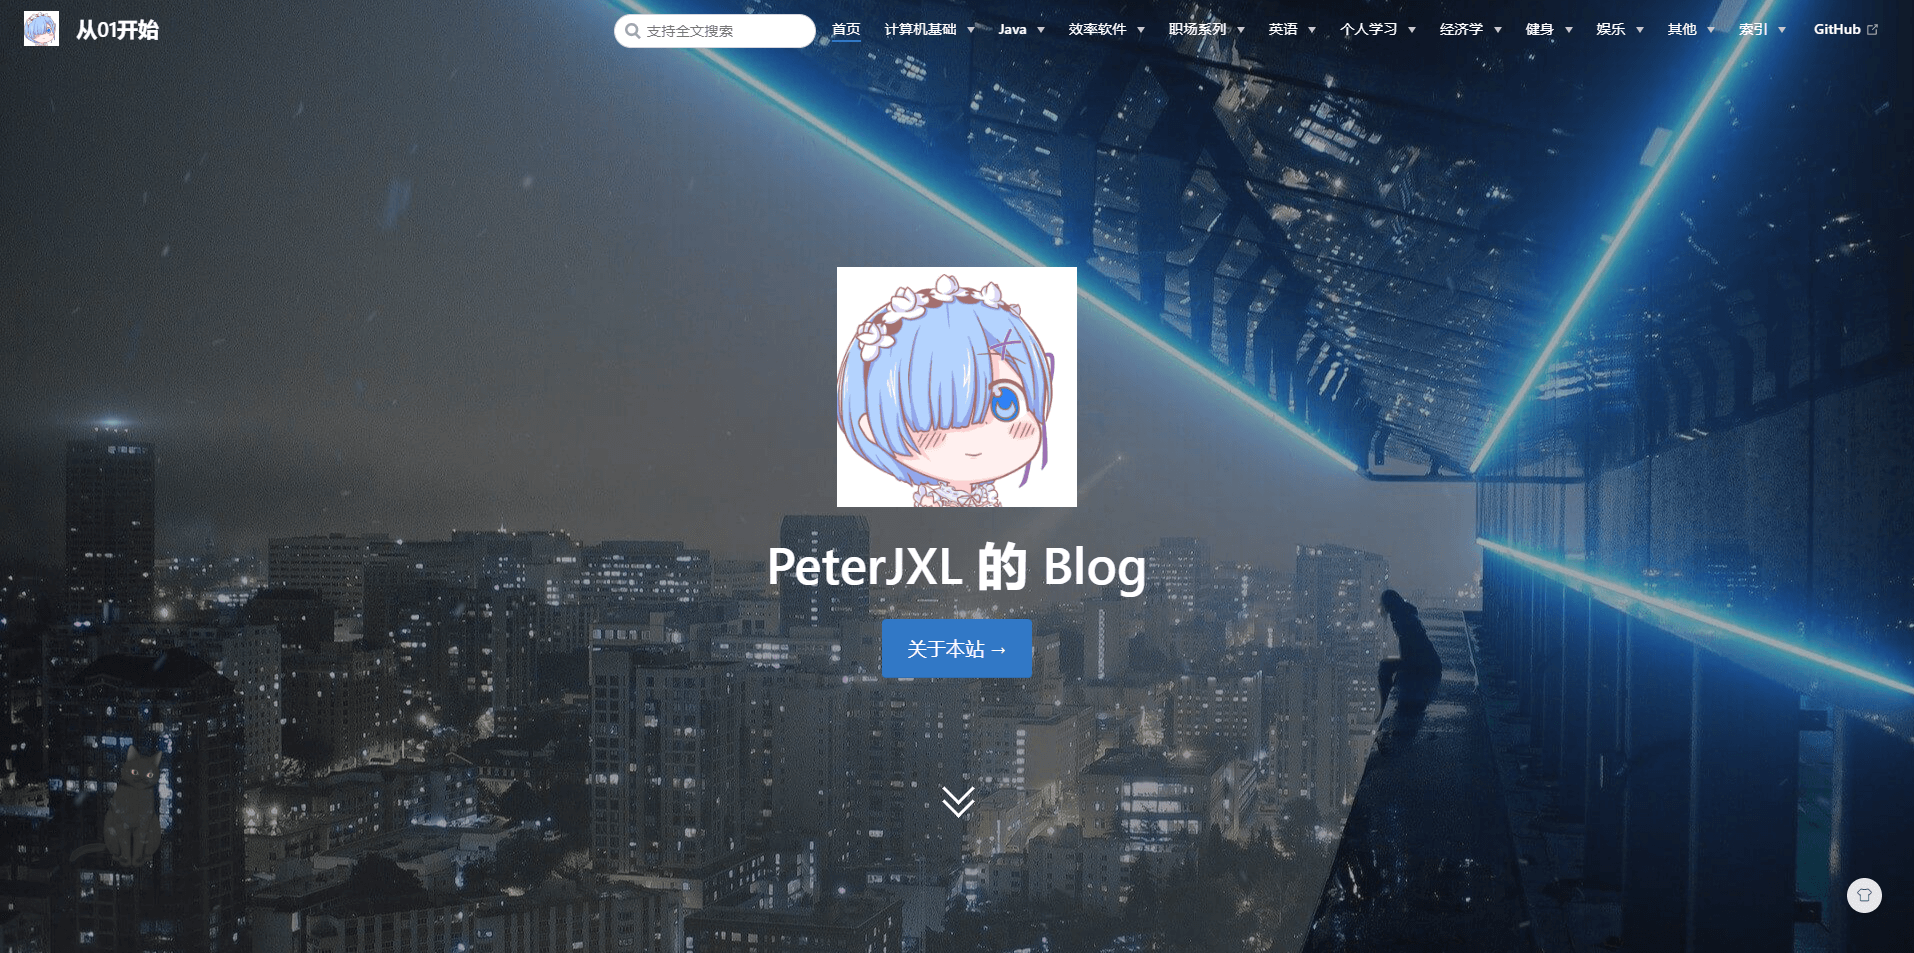 从01开始
支持全文搜索
首页
计算机基础
Java
效率软件
职场系列
英语
个人学习
经济学
健身
娱乐
其他
索引
GitHub
PeterJXL 的 Blog
关于本站 →